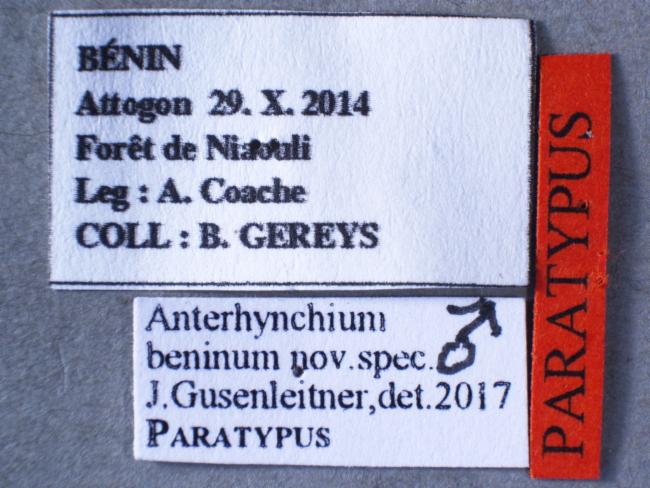 BÉNIN
Attogon 29. X. 2014
Forêt de Niaouli
Leg : A. Coache
COLL : B. GEREYS
Anterhynchium
beninum nov.spec. ♂
J.Gusenleitner,det.2017
PARATYPUS
PARATYPUS